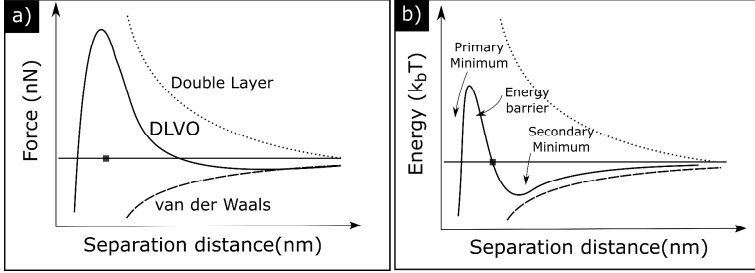 a)
Force (nN)
Double Layer
DLVO
van der Waals
Separation distance(nm)
b)
Energy (kbT)
Primary
Minimum
Energy
barrier
Secondary
Minimum
Separation distance(nm)